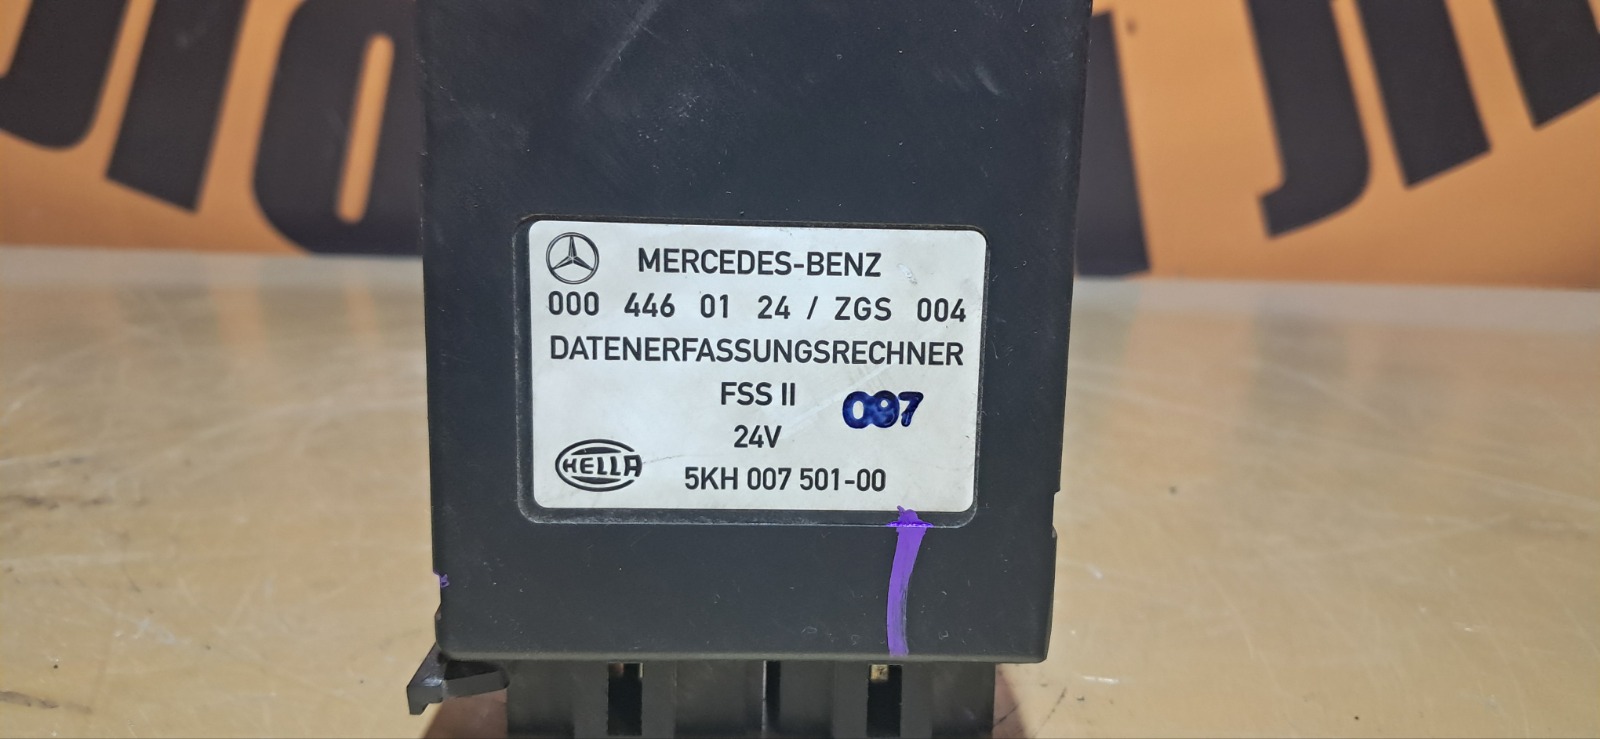 MERCEDES-BENZ
000 446 01 24 / ZGS 004
DATENERFASSUNGSRECHNER
FSS II
097
24V
HELLA
5KH 007 501-00